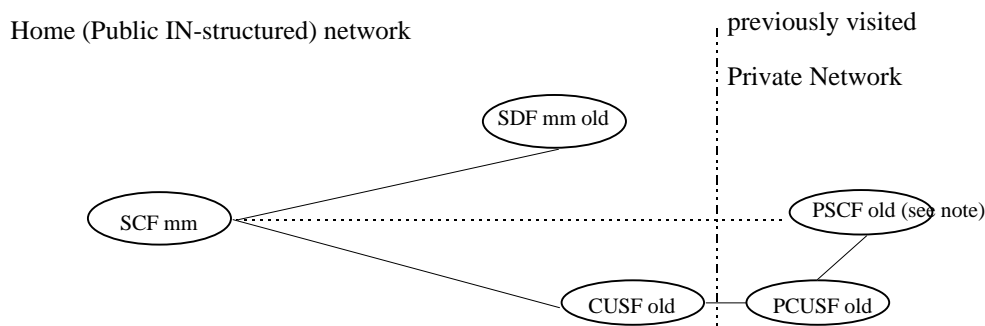 Home (Public IN-structured) network
previously visited
Private Network
SDF mm old
SCF mm
PSCF old (see note)
CUSF old
PCUSF old